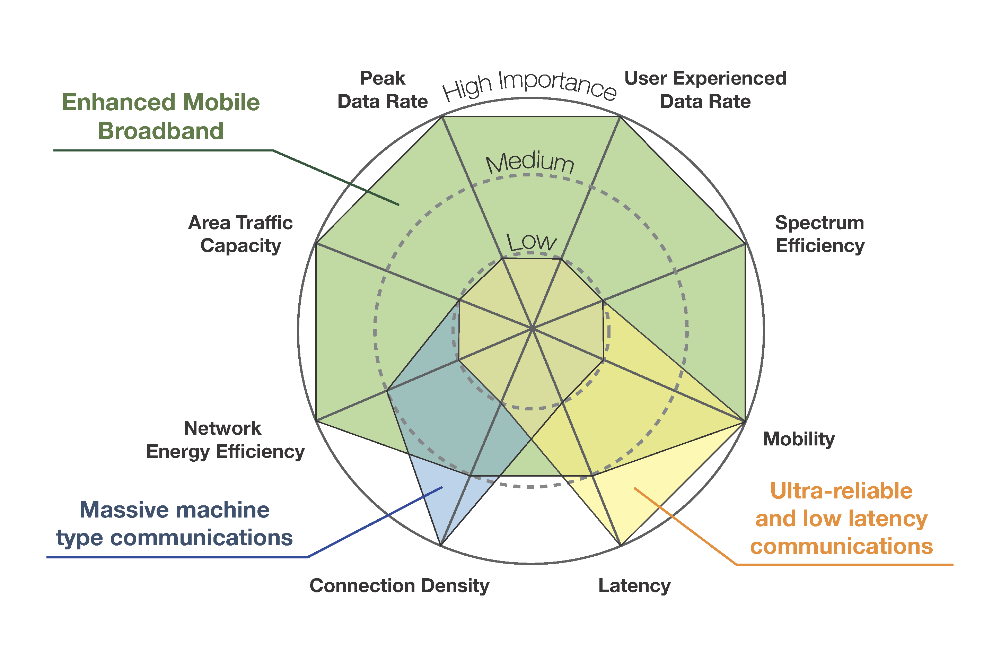 Peak
Data Rate
High Importance
User Experienced
Data Rate
Enhanced Mobile
Broadband
Medium
Area Traffic
Capacity
Low
Spectrum
Efficiency
Network
Energy Efficiency
Mobility
Massive machine
type communications
Ultra-reliable
and low latency
communications
Connection Density
Latency